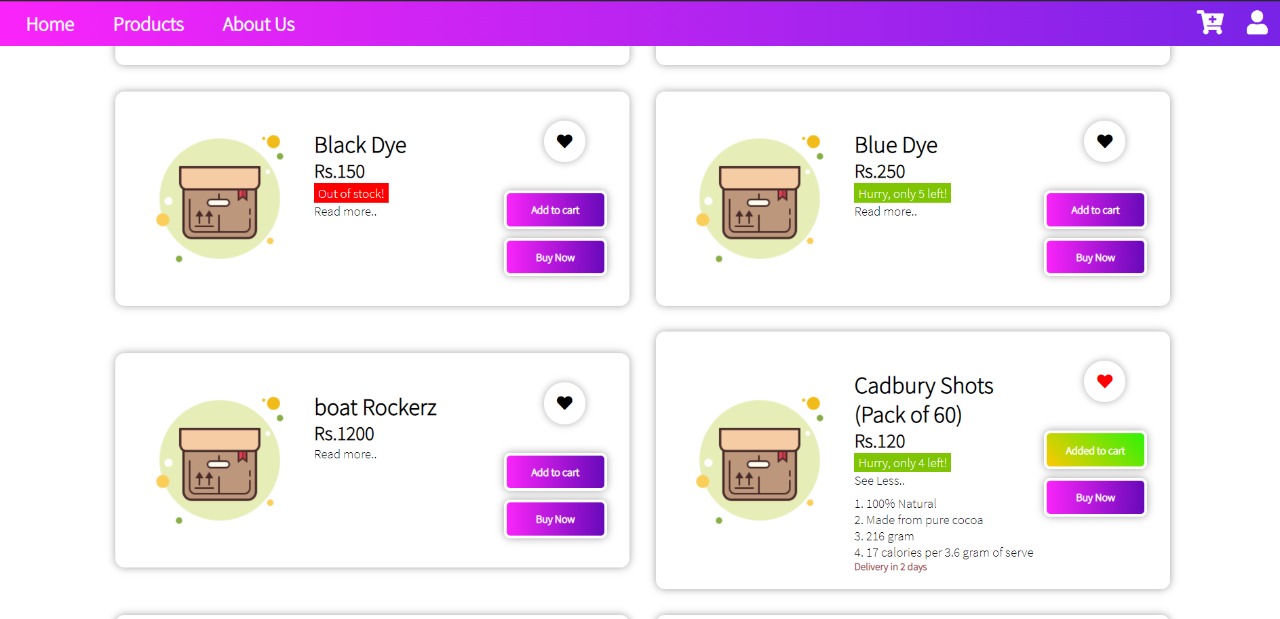 Home Products About Us
Black Dye
Rs.150
Out of stock!
Read more..
Add to cart
Buy Now
Blue Dye
Rs.250
Hurry, only 5 left!
Read more..
Add to cart
Buy Now
boat Rockerz
Rs.1200
Read more..
Add to cart
Buy Now
Cadbury Shots
(Pack of 60)
Rs.120
Hurry, only 4 left!
See Less..
1. 100% Natural
2. Made from pure cocoa
3. 216 gram
4. 17 calories per 3.6 gram of serve
Delivery in 2 days
Added to cart
Buy Now